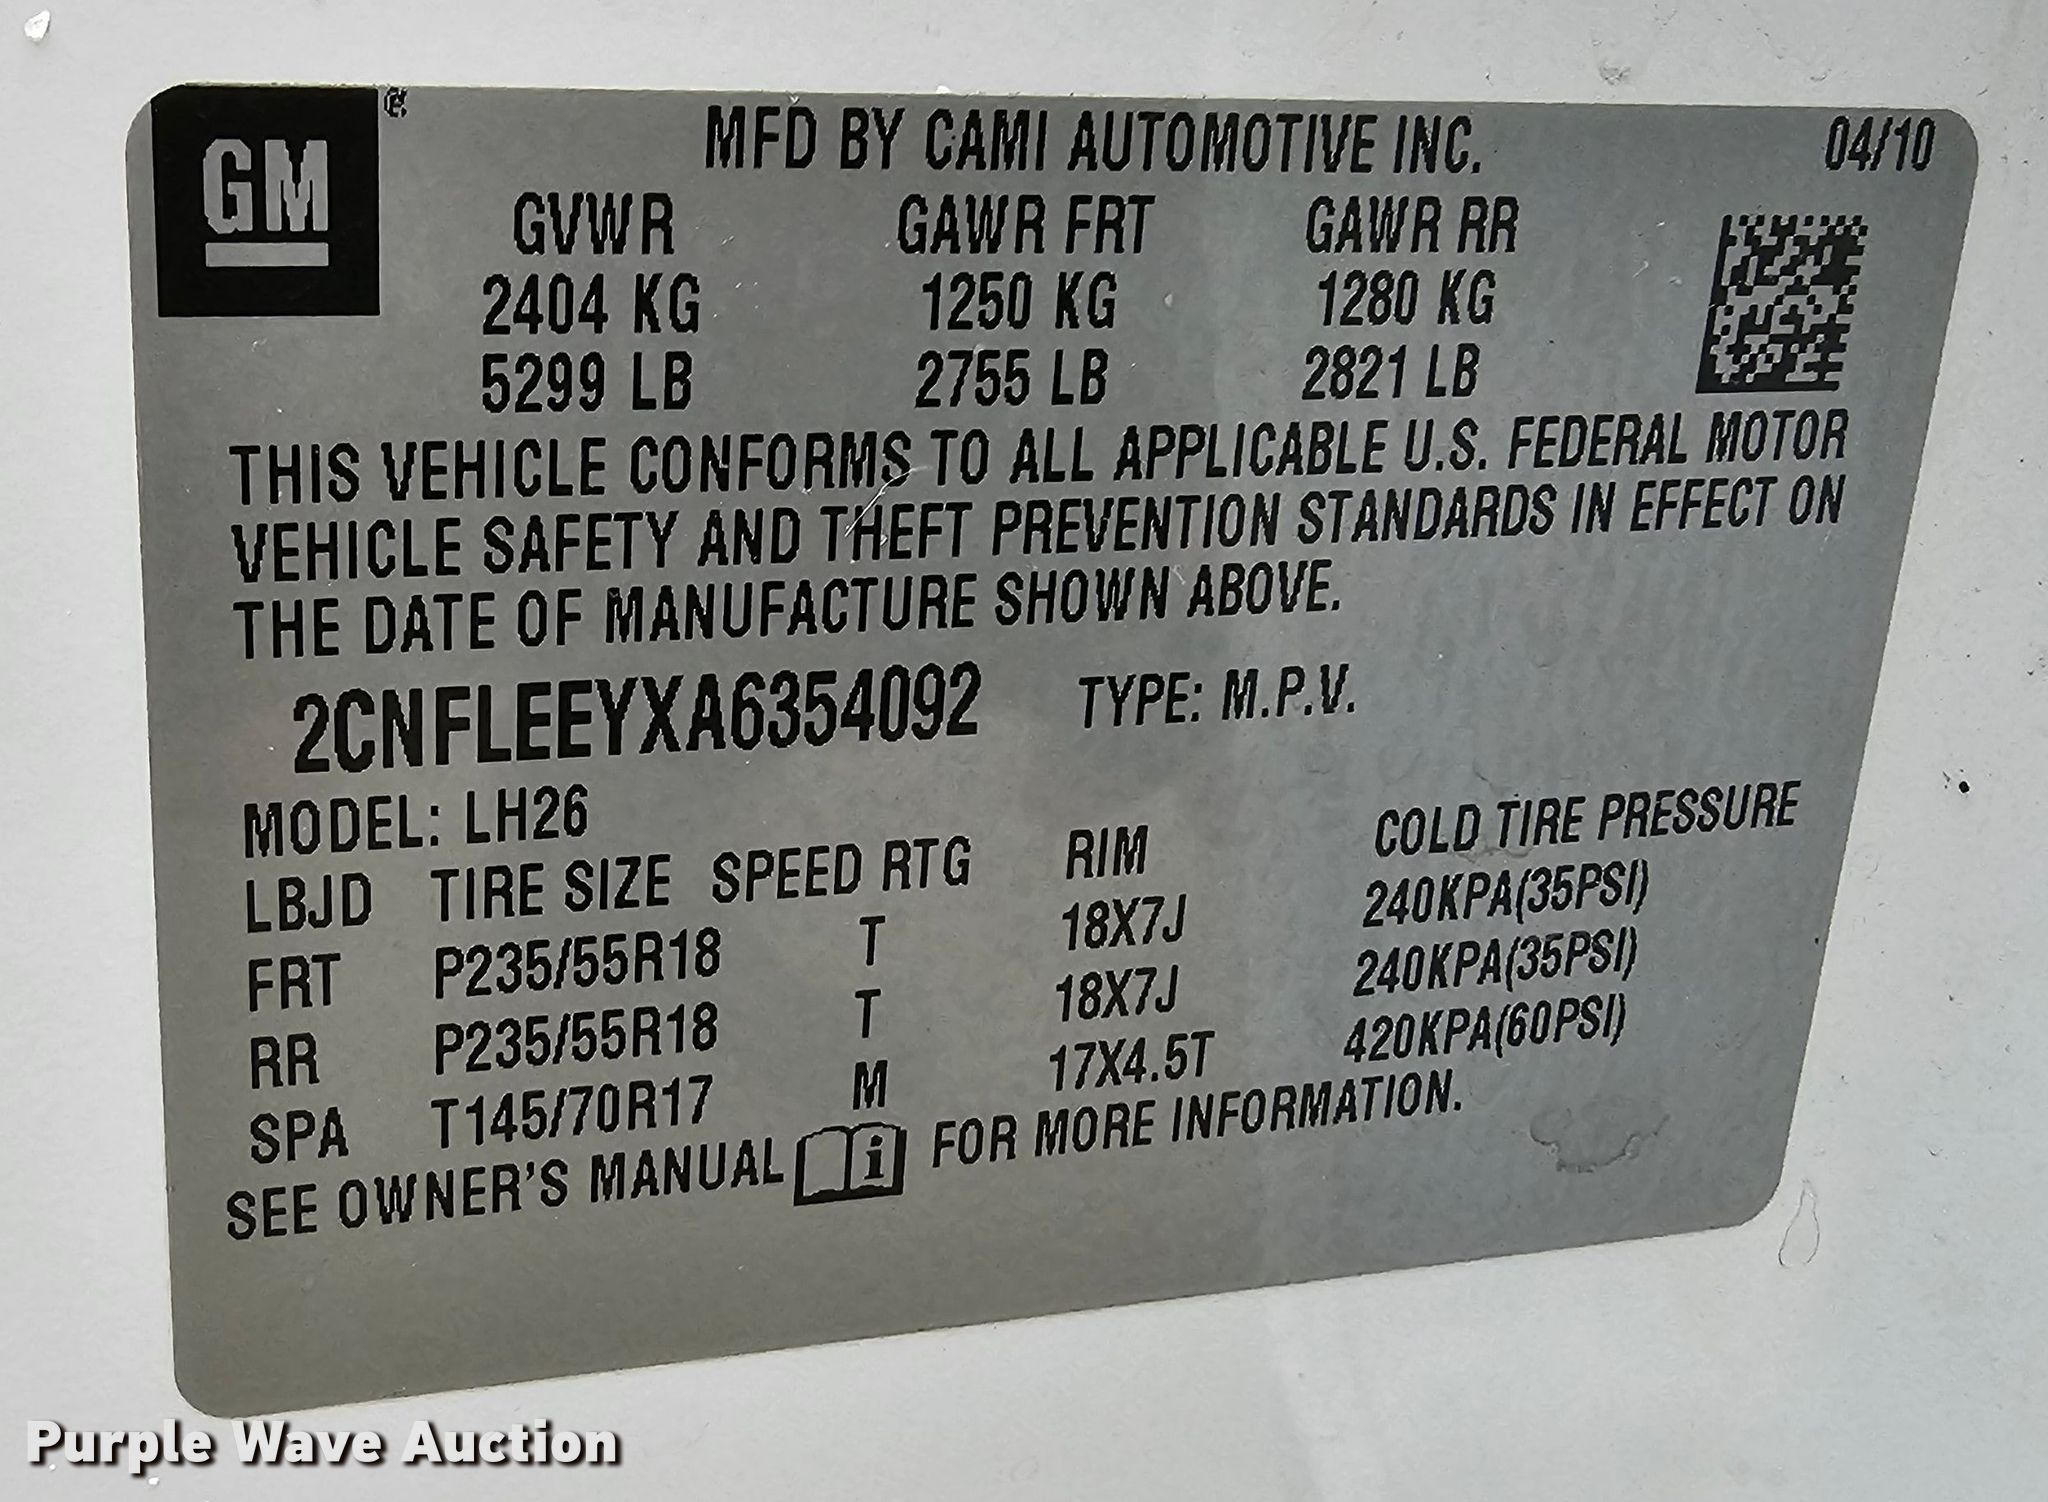 GM ®
MFD BY CAMI AUTOMOTIVE INC. 04/10
GVWR GAWR FRT GAWR RR
2404 KG 1250 KG 1280 KG
5299 LB 2755 LB 2821 LB
THIS VEHICLE CONFORMS TO ALL APPLICABLE U.S. FEDERAL MOTOR
VEHICLE SAFETY AND THEFT PREVENTION STANDARDS IN EFFECT ON
THE DATE OF MANUFACTURE SHOWN ABOVE.
2CNFLEEYXA6354092 TYPE: M.P.V.
MODEL: LH26
LBJD TIRE SIZE SPEED RTG RIM COLD TIRE PRESSURE
FRT P235/55R18 T 18X7J 240KPA(35PSI)
RR P235/55R18 T 18X7J 240KPA(35PSI)
SPA T145/70R17 M 17X4.5T 420KPA(60PSI)
SEE OWNER'S MANUAL i FOR MORE INFORMATION.
Purple Wave Auction